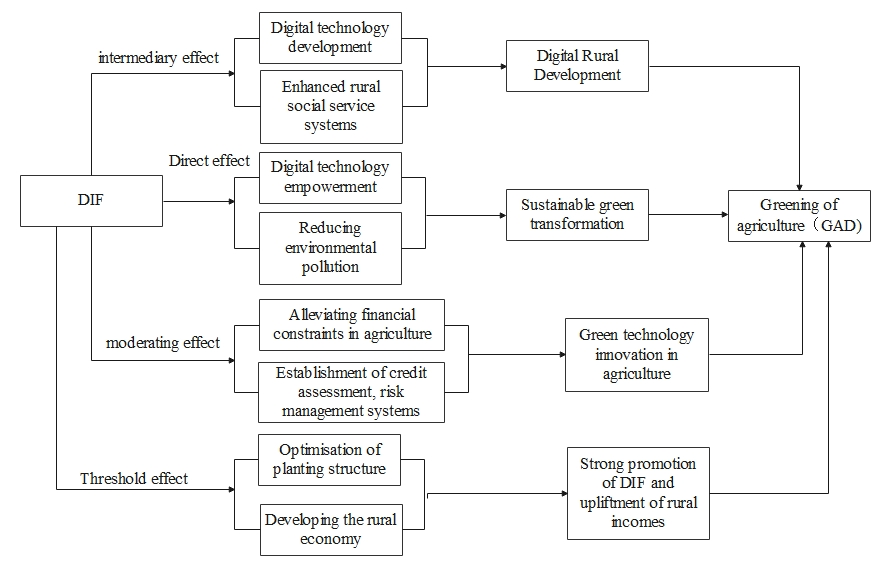 intermediary effect
Digital technology
development
Enhanced rural
social service
systems
Digital Rural
Development
DIF
Direct effect
Digital technology
empowerment
Reducing
environmental
pollution
Sustainable green
transformation
Greening of
agriculture（GAD)
moderating effect
Alleviating financial
constraints in agriculture
Establishment of credit
assessment, risk
management systems
Green technology
innovation in
agriculture
Threshold effect
Optimisation of
planting structure
Developing the rural
economy
Strong promotion
of DIF and
upliftment of rural
incomes